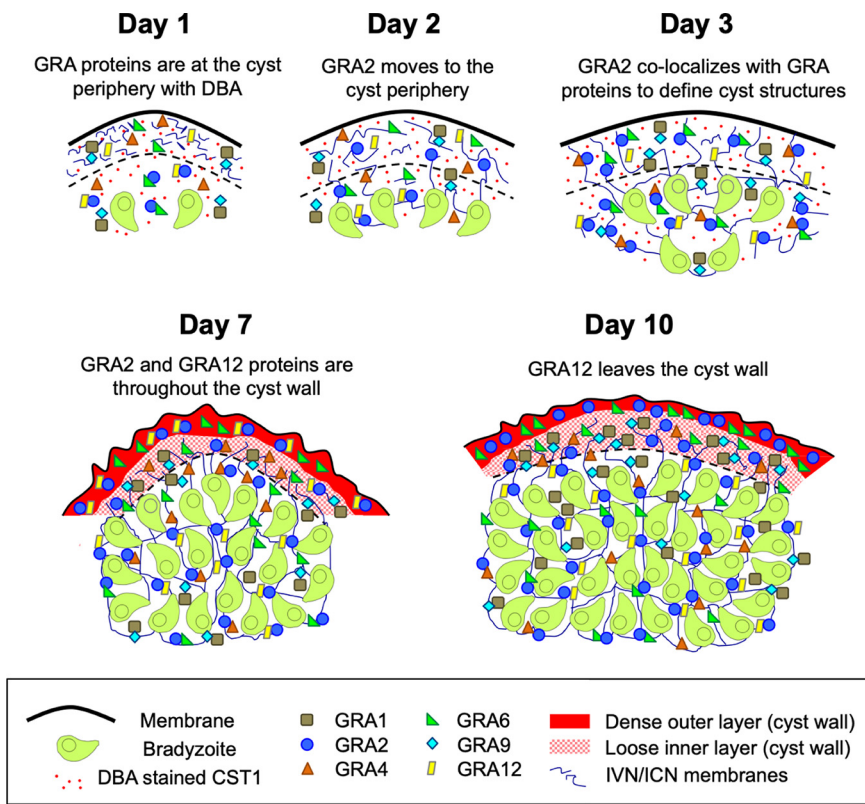 Day 1
GRA proteins are at the cyst
periphery with DBA
Day 2
GRA2 moves to the
cyst periphery
Day 3
GRA2 co-localizes with GRA
proteins to define cyst structures
Day 7
GRA2 and GRA12 proteins are
throughout the cyst wall
Day 10
GRA12 leaves the cyst wall
Membrane
Bradyzoite
DBA stained CST1
GRA1
GRA2
GRA4
GRA6
GRA9
GRA12
Dense outer layer (cyst wall)
Loose inner layer (cyst wall)
IVN/ICN membranes